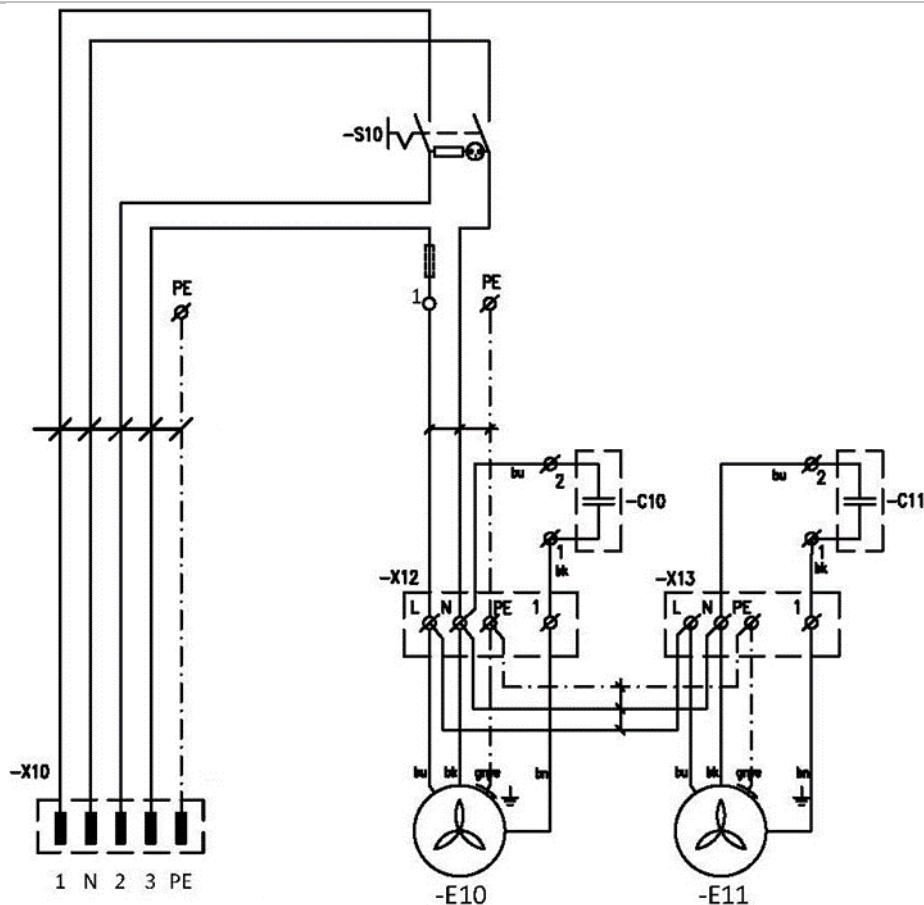 -S10
PE
PE
1
bu
2
-C10
bu
2
-C11
1
bk
1
bk
-X12
-X13
L
N
PE
1
L
N
PE
1
-X10
bu
bk
gnye
bn
bu
bk
gnye
bn
1 N 2 3 PE
-E10
-E11